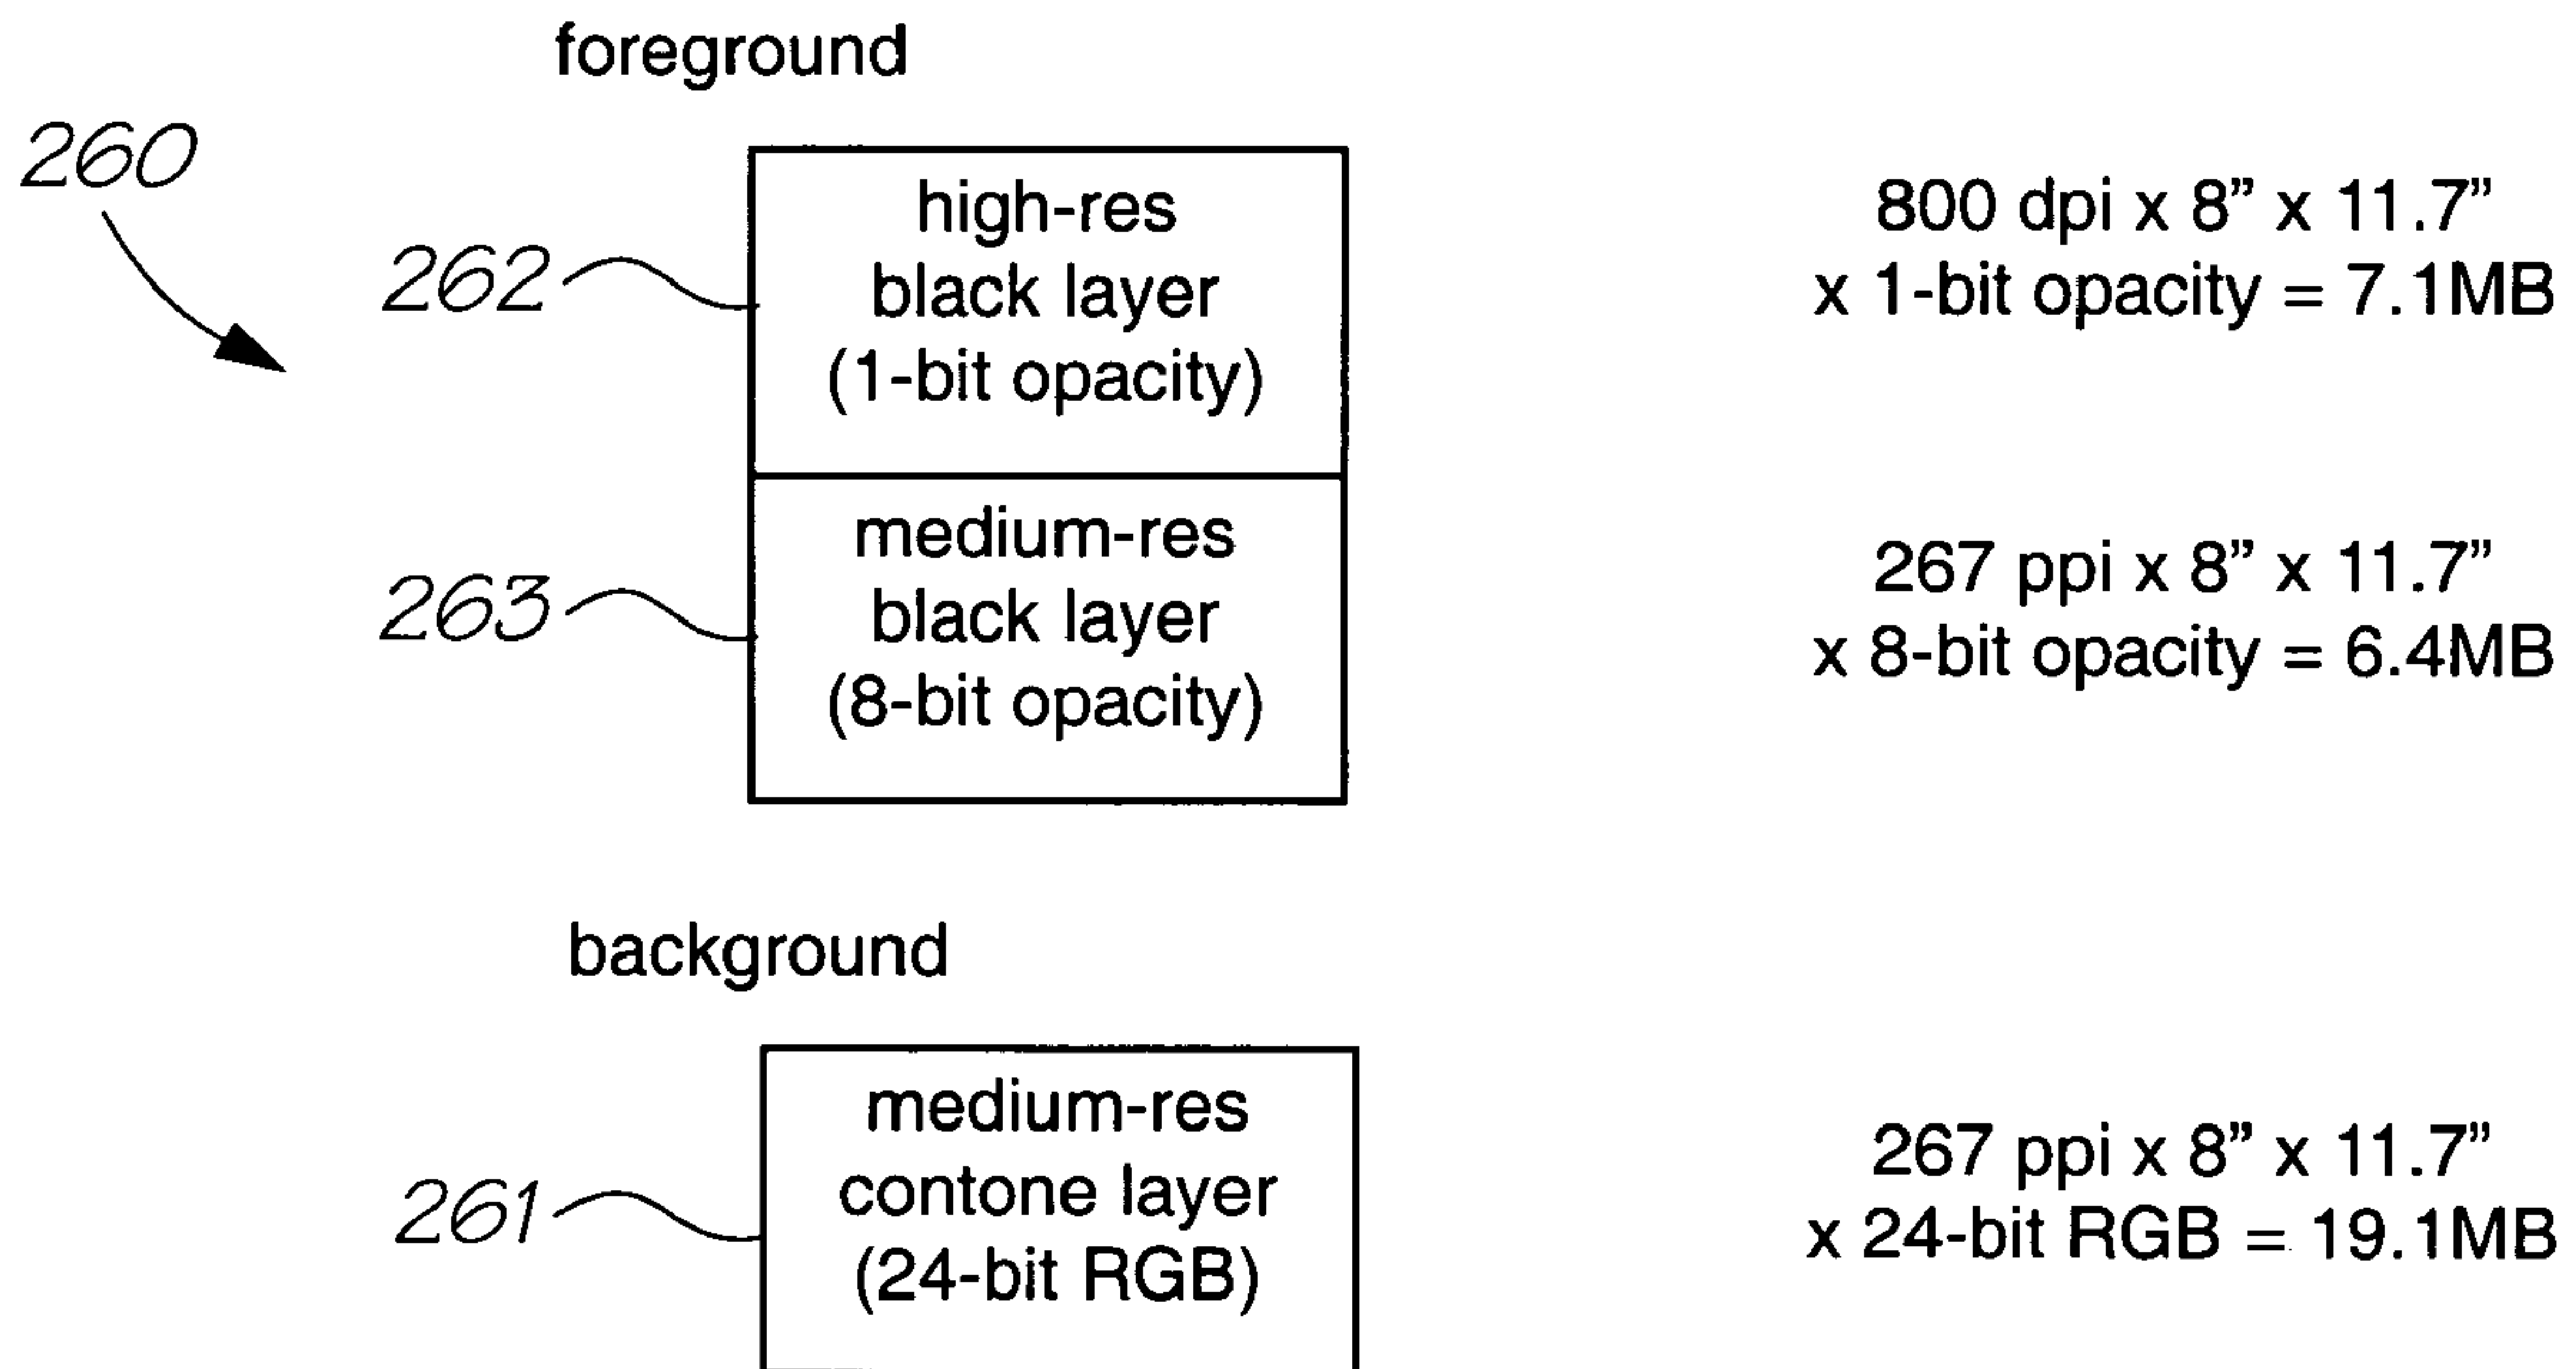 foreground
260
262
high-res
black layer
(1-bit opacity)
800 dpi x 8” x 11.7”
x 1-bit opacity = 7.1MB
263
medium-res
black layer
(8-bit opacity)
267 ppi x 8” x 11.7”
x 8-bit opacity = 6.4MB
background
261
medium-res
contone layer
(24-bit RGB)
267 ppi x 8” x 11.7”
x 24-bit RGB = 19.1MB